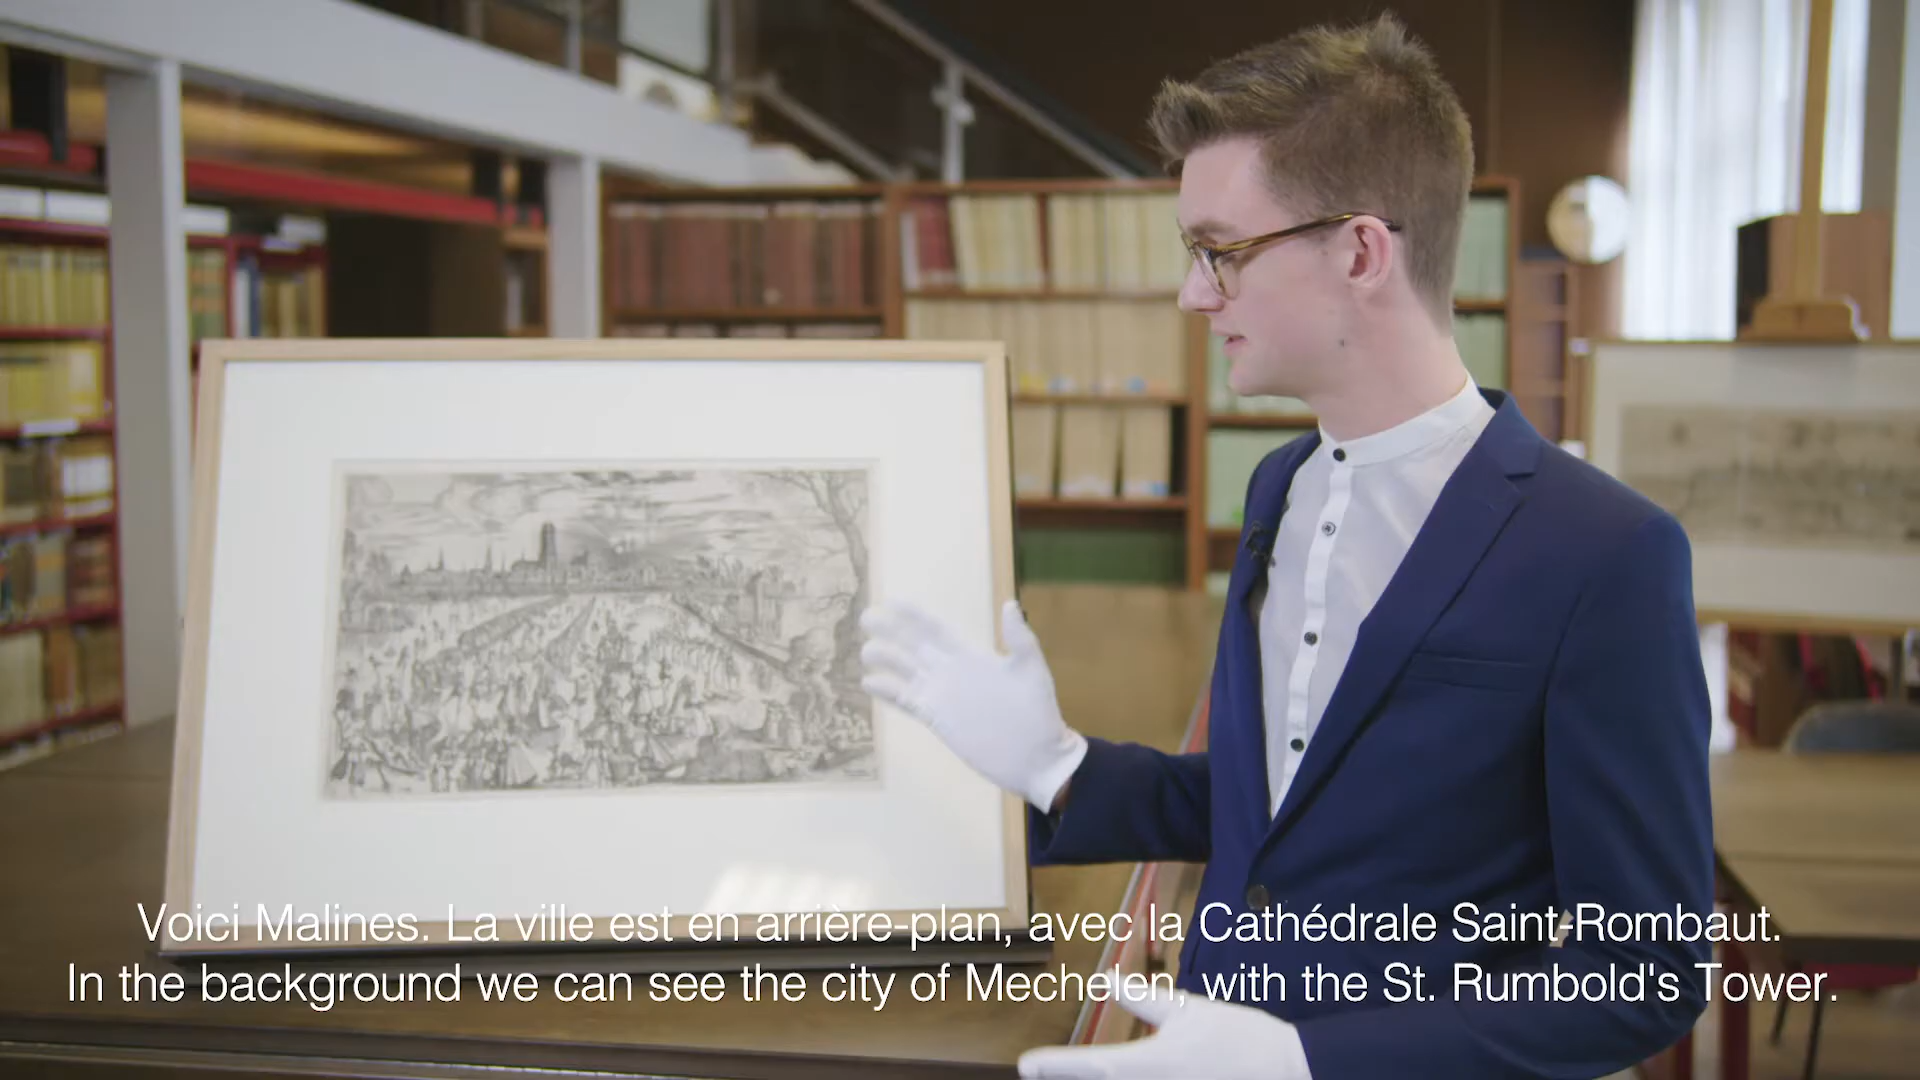 Voici Malines. La ville est en arrière-plan, avec la Cathédrale Saint-Rombaut.
In the background we can see the city of Mechelen, with the St. Rumbold's Tower.